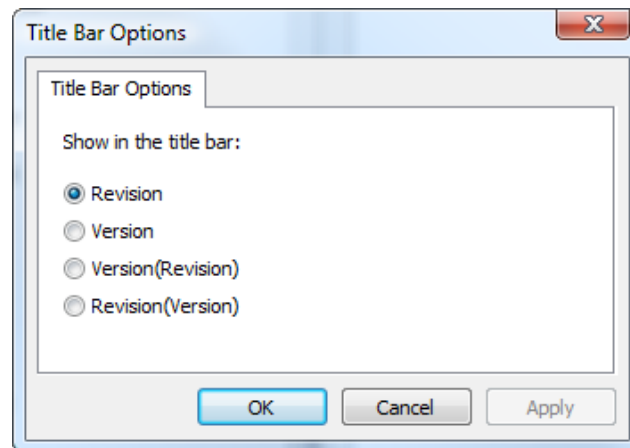 Title Bar Options
Title Bar Options
Show in the title bar:
Revision
Version
Version(Revision)
Revision(Version)
OK Cancel Apply